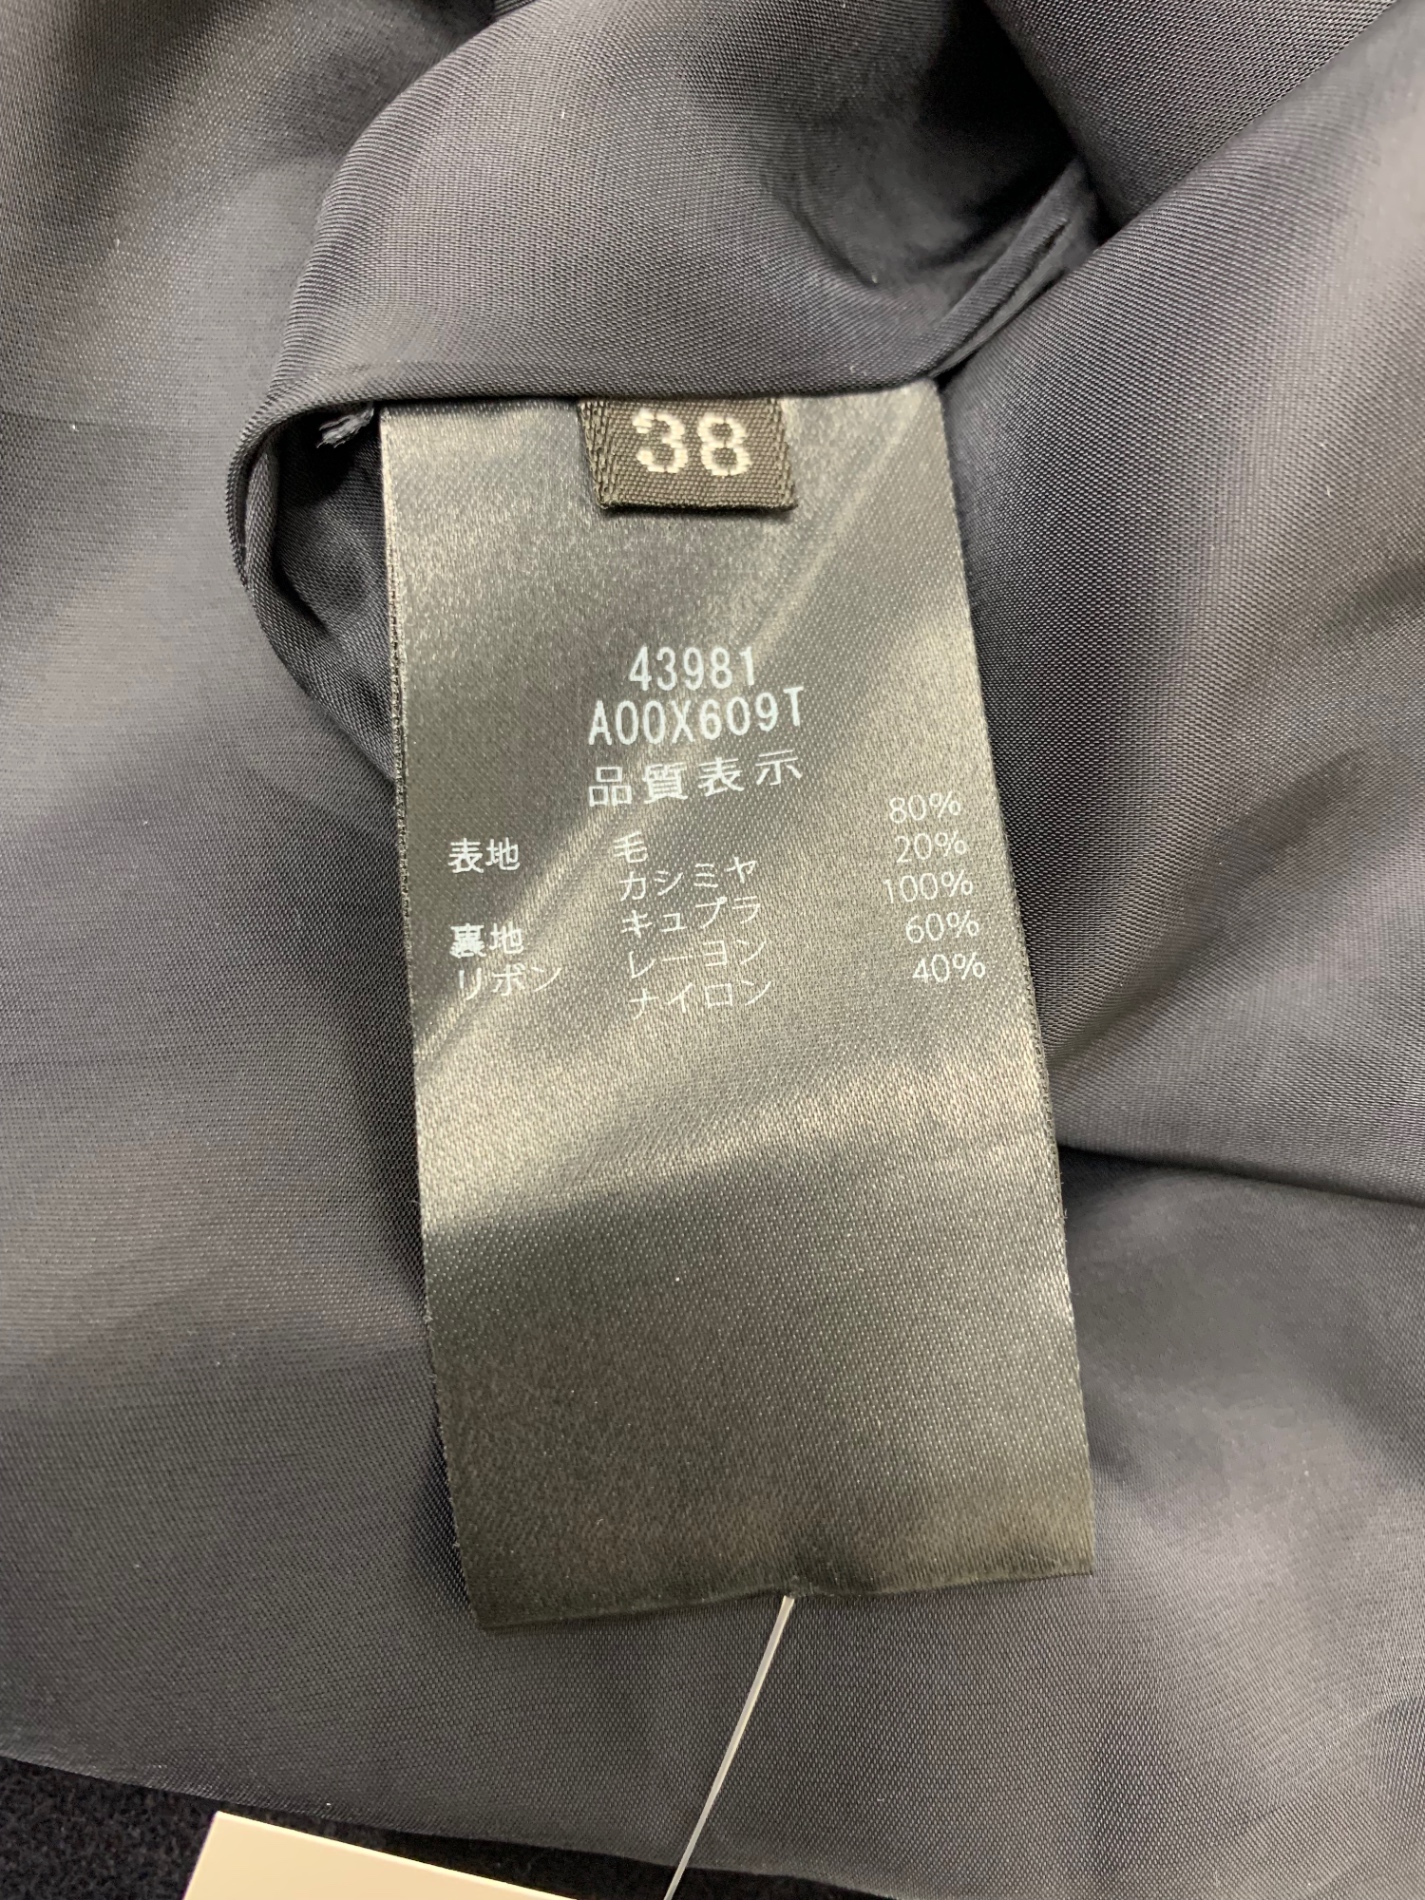 38
43981
A00X609T
品質表示
表地 毛 80%
カシミヤ 20%
裏地 キュプラ 100%
リボン レーヨン 60%
ナイロン 40%